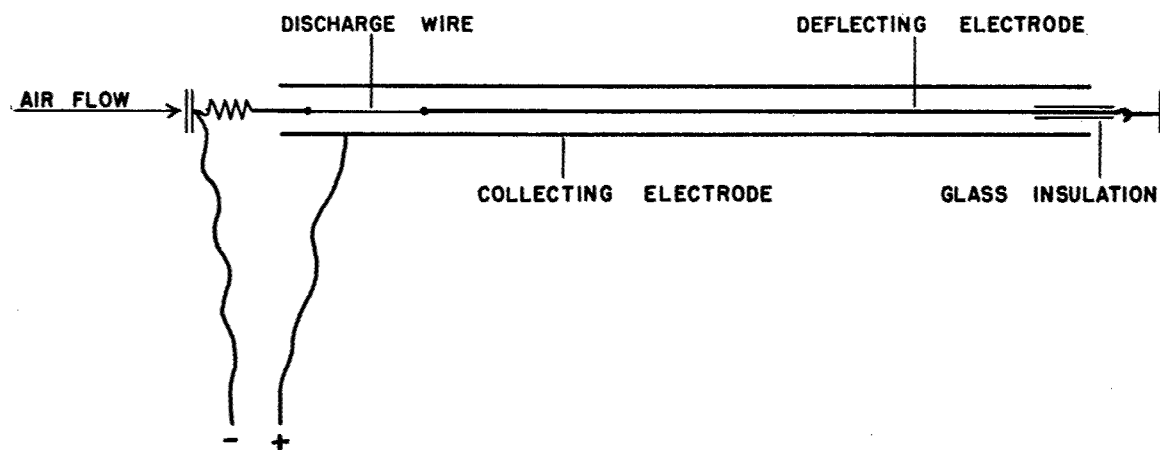 DISCHARGE WIRE
DEFLECTING ELECTRODE
AIR FLOW
COLLECTING ELECTRODE
GLASS INSULATION
- +